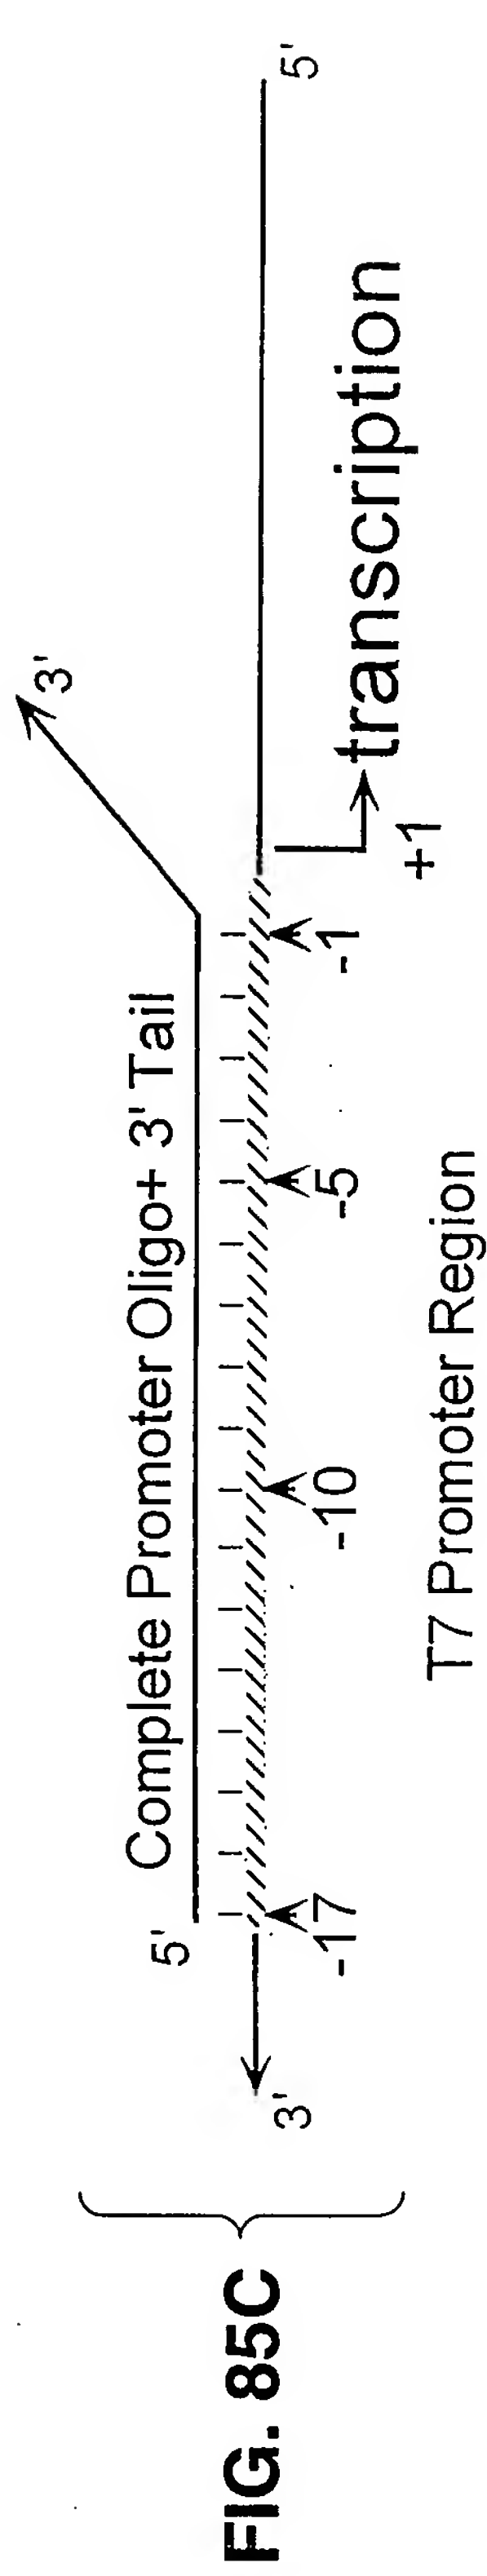 FIG. 85C
Complete Promoter Oligo+ 3' Tail
5'
3'
3'
5'
-17
-10
-5
-1
+1
transcription
T7 Promoter Region